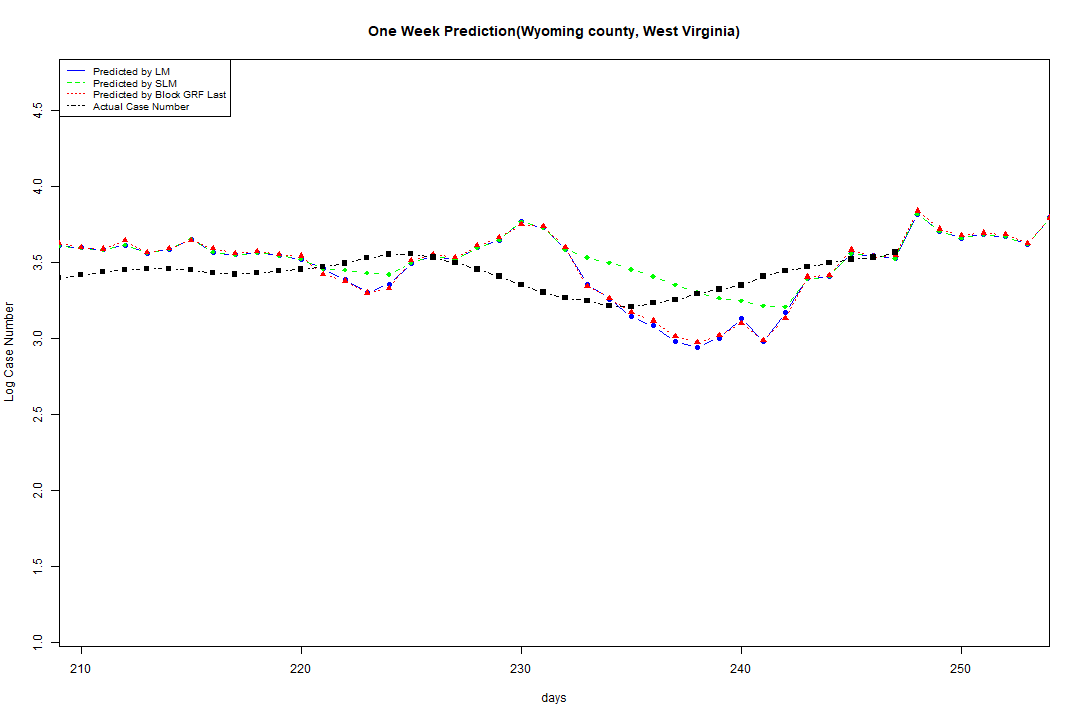 One Week Prediction(Wyoming county, West Virginia)
Predicted by LM
Predicted by SLM
Predicted by Block GRF Last
Actual Case Number
4.5
4.0
3.5
3.0
2.5
2.0
1.5
1.0
Log Case Number
210 220 230 240 250
days